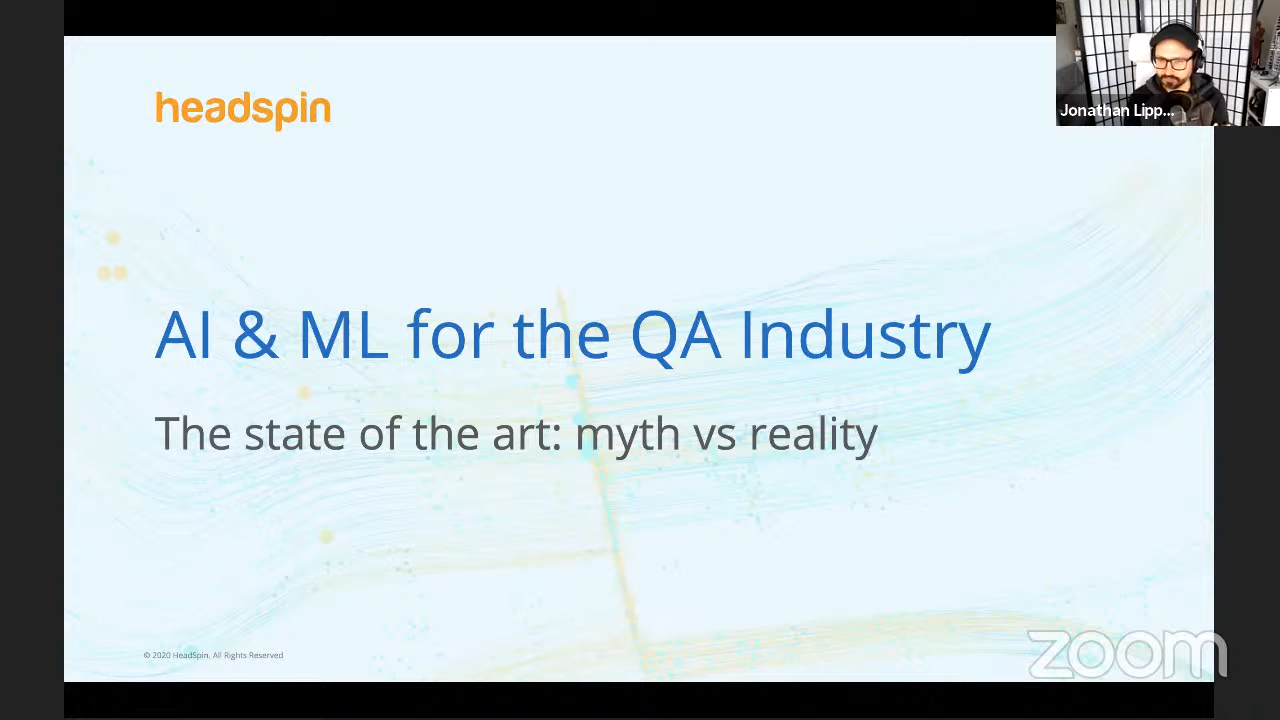 headspin
Jonathan Lipp...
AI & ML for the QA Industry
The state of the art: myth vs reality
© 2020 HeadSpin. All Rights Reserved
zoom